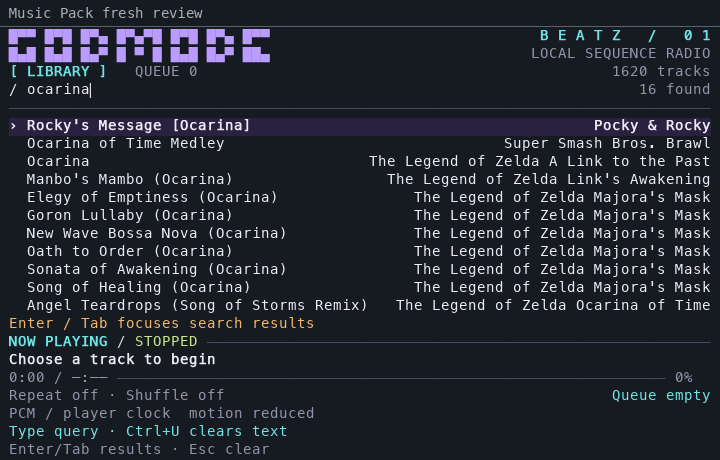 Music Pack fresh review
B E A T Z / 0 1
LOCAL SEQUENCE RADIO
[ LIBRARY ] QUEUE 0 1620 tracks
/ ocarina 16 found
› Rocky's Message [Ocarina] Pocky & Rocky
Ocarina of Time Medley Super Smash Bros. Brawl
Ocarina The Legend of Zelda A Link to the Past
Manbo's Mambo (Ocarina) The Legend of Zelda Link's Awakening
Elegy of Emptiness (Ocarina) The Legend of Zelda Majora's Mask
Goron Lullaby (Ocarina) The Legend of Zelda Majora's Mask
New Wave Bossa Nova (Ocarina) The Legend of Zelda Majora's Mask
Oath to Order (Ocarina) The Legend of Zelda Majora's Mask
Sonata of Awakening (Ocarina) The Legend of Zelda Majora's Mask
Song of Healing (Ocarina) The Legend of Zelda Majora's Mask
Angel Teardrops (Song of Storms Remix) The Legend of Zelda Ocarina of Time
Enter / Tab focuses search results
NOW PLAYING / STOPPED
Choose a track to begin
0:00 / —:—— 0%
Repeat off · Shuffle off Queue empty
PCM / player clock motion reduced
Type query · Ctrl+U clears text
Enter/Tab results · Esc clear